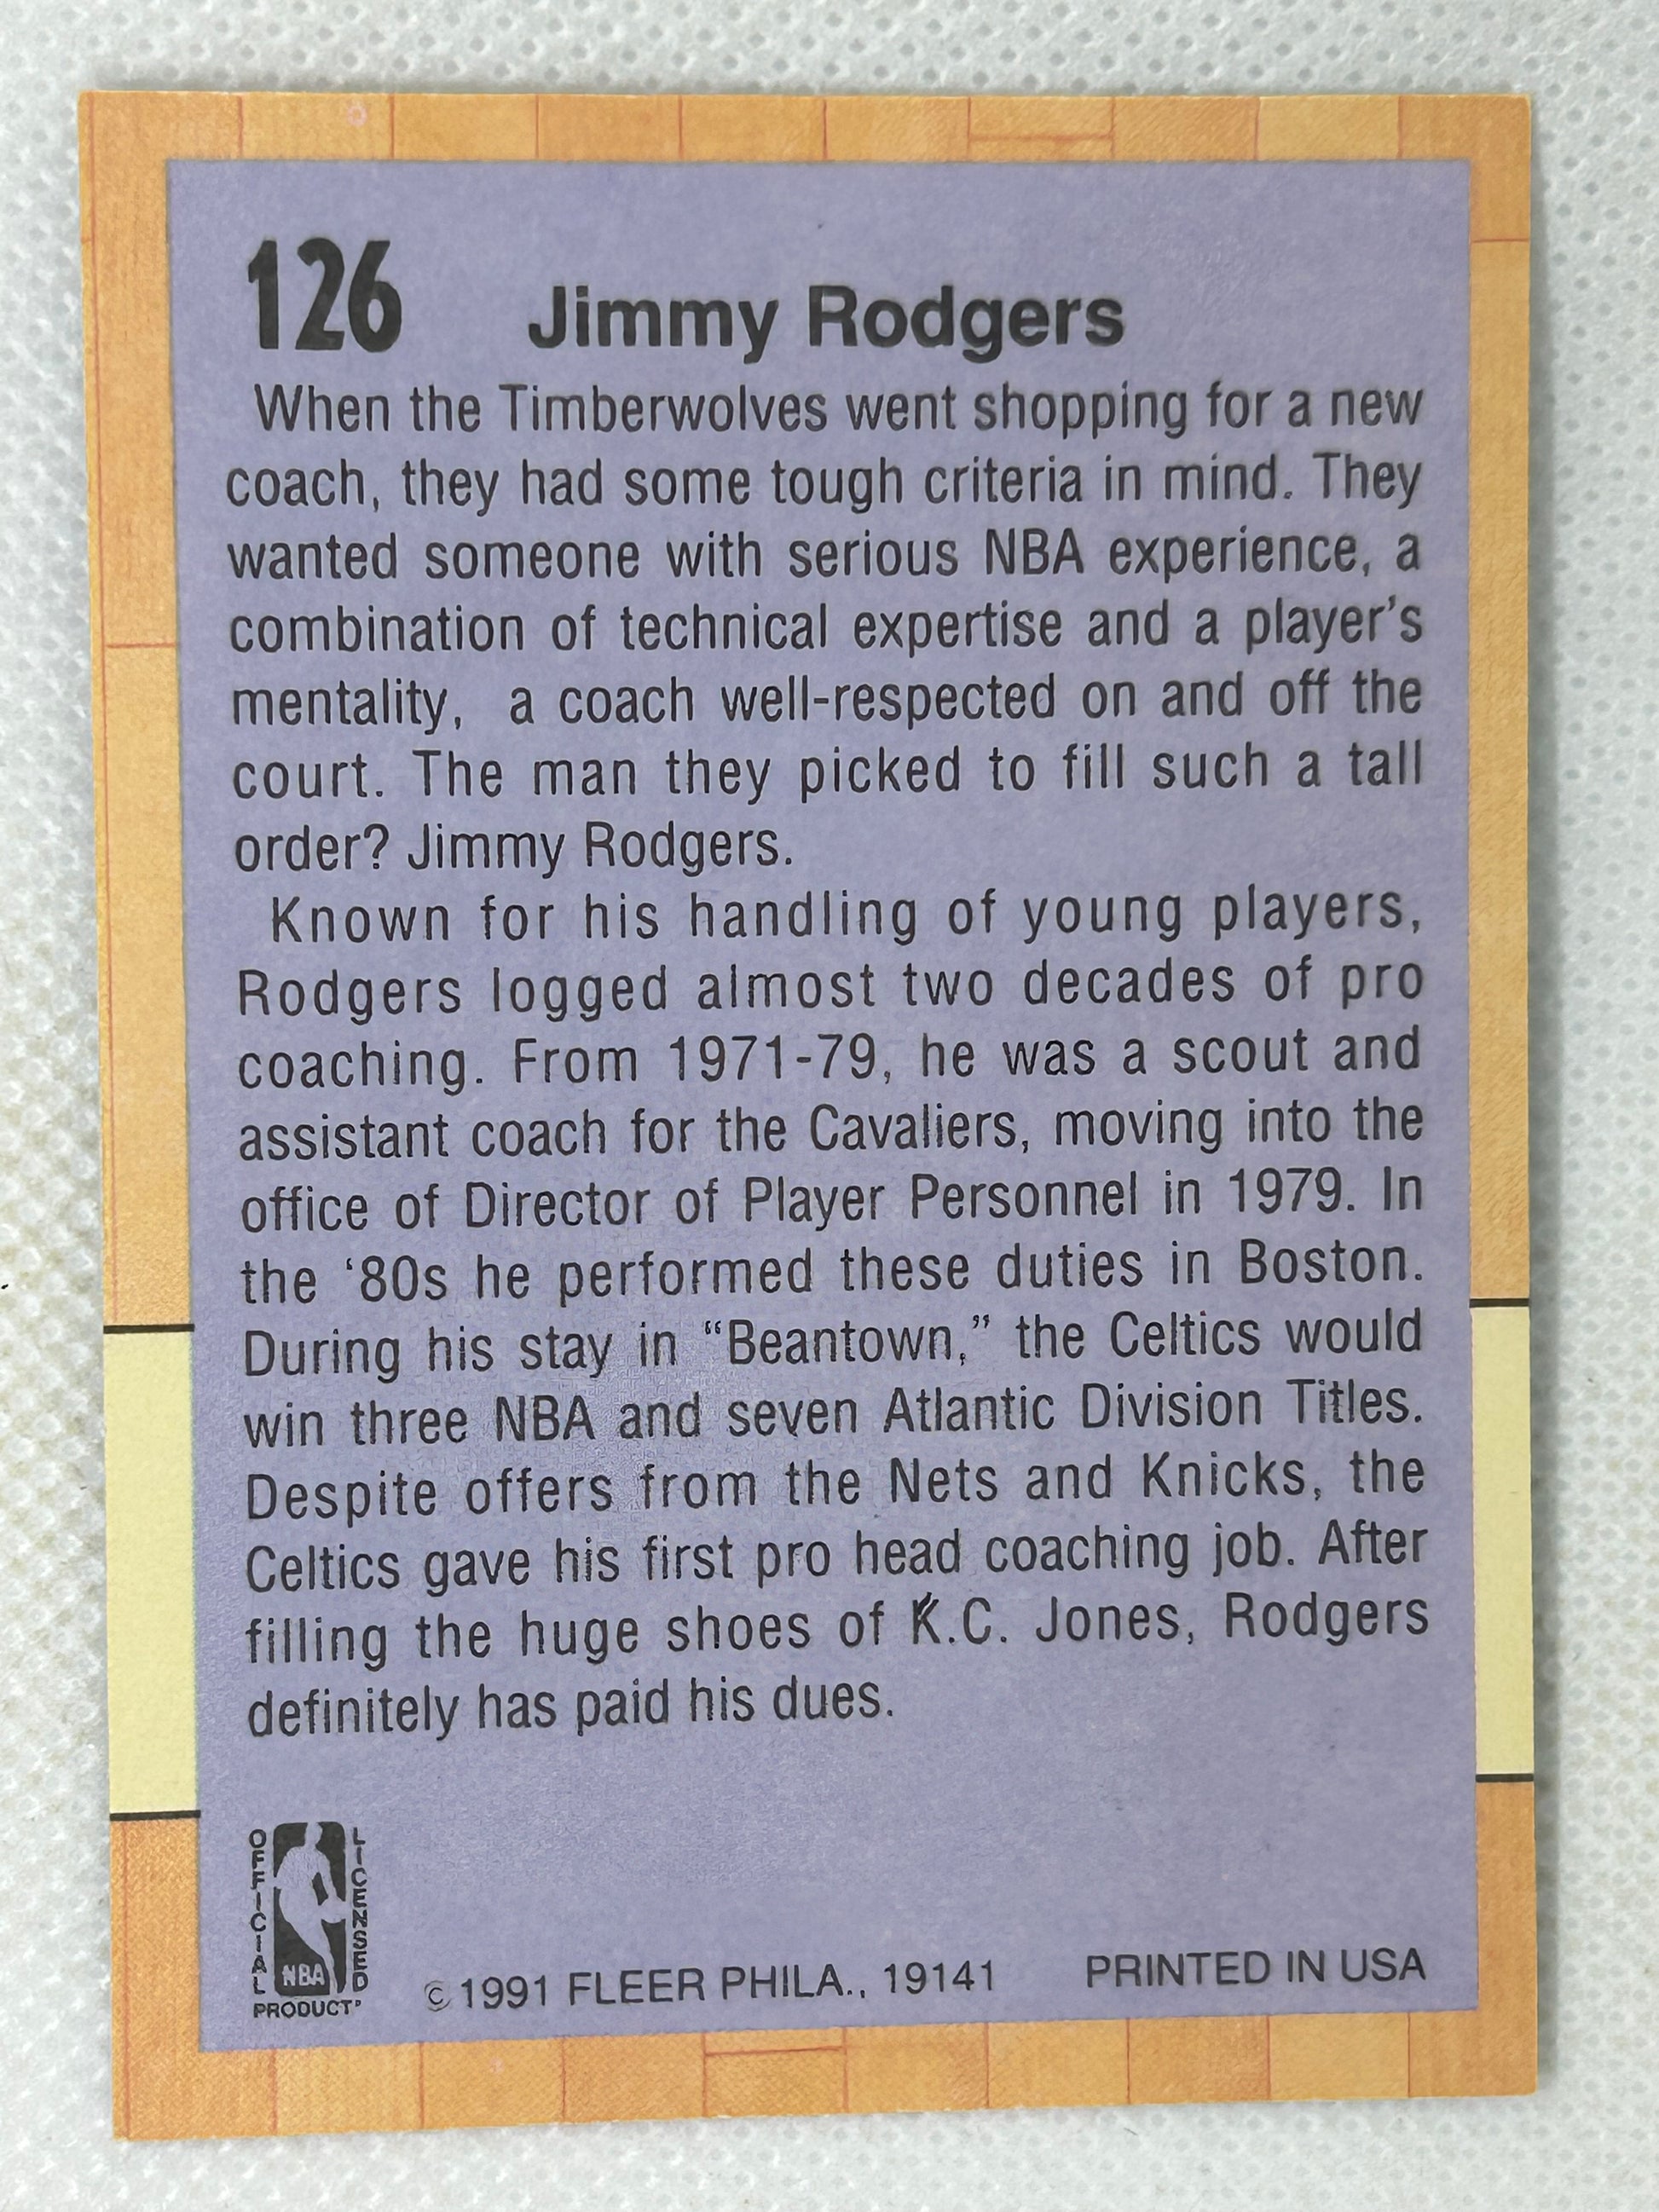 126 Jimmy Rodgers
When the Timberwolves went shopping for a new
coach, they had some tough criteria in mind. They
wanted someone with serious NBA experience, a
combination of technical expertise and a player's
mentality, a coach well-respected on and off the
court. The man they picked to fill such a tall
order? Jimmy Rodgers.
Known for his handling of young players,
Rodgers logged almost two decades of pro
coaching. From 1971-79, he was a scout and
assistant coach for the Cavaliers, moving into the
office of Director of Player Personnel in 1979. In
the ‘80s he performed these duties in Boston.
During his stay in “Beantown,” the Celtics would
win three NBA and seven Atlantic Division Titles.
Despite offers from the Nets and Knicks, the
Celtics gave his first pro head coaching job. After
filling the huge shoes of K.C. Jones, Rodgers
definitely has paid his dues.
OFFICIAL
LICENSED
NBA
PRODUCT
© 1991 FLEER PHILA., 19141 PRINTED IN USA